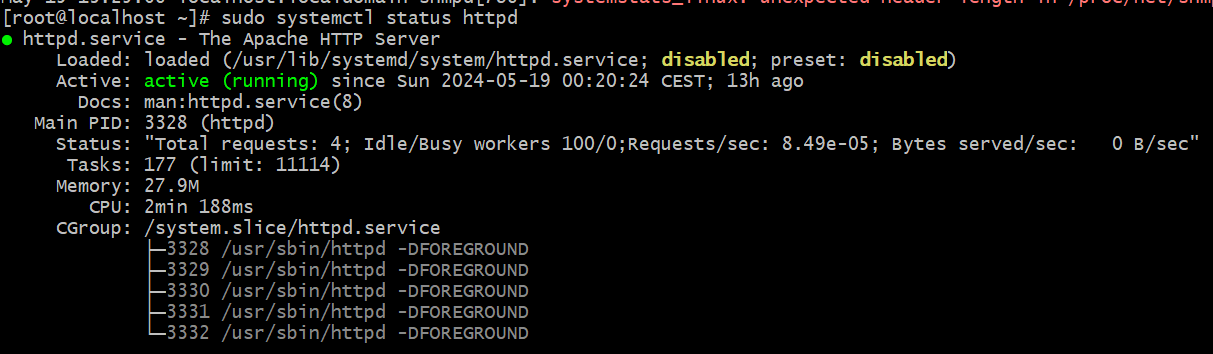 [root@localhost ~]# sudo systemctl status httpd
● httpd.service - The Apache HTTP Server
Loaded: loaded (/usr/lib/systemd/system/httpd.service; disabled; preset: disabled)
Active: active (running) since Sun 2024-05-19 00:20:24 CEST; 13h ago
Docs: man:httpd.service(8)
Main PID: 3328 (httpd)
Status: "Total requests: 4; Idle/Busy workers 100/0;Requests/sec: 8.49e-05; Bytes served/sec:   0 B/sec"
Tasks: 177 (limit: 11114)
Memory: 27.9M
CPU: 2min 188ms
CGroup: /system.slice/httpd.service
├─3328 /usr/sbin/httpd -DFOREGROUND
├─3329 /usr/sbin/httpd -DFOREGROUND
├─3330 /usr/sbin/httpd -DFOREGROUND
├─3331 /usr/sbin/httpd -DFOREGROUND
└─3332 /usr/sbin/httpd -DFOREGROUND